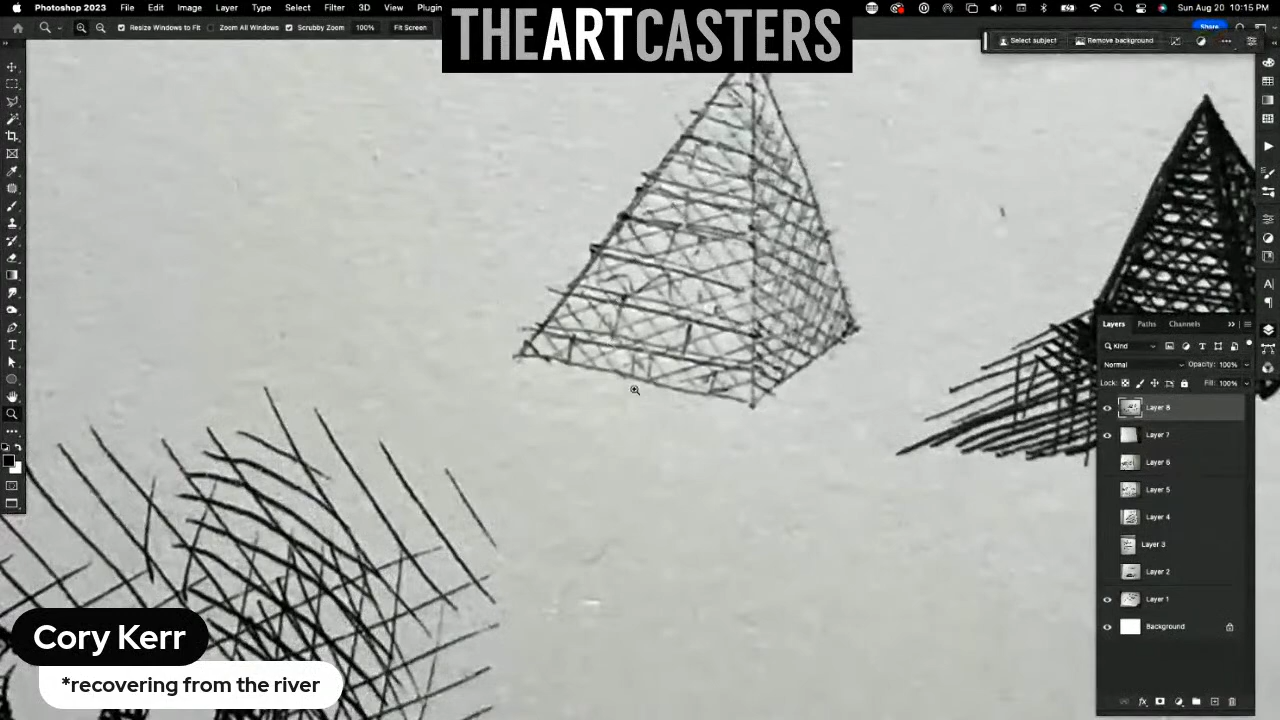 Photoshop 2023 File Edit Image Layer Type Select Filter 3D View Plugin
Sun Aug 20 10:15 PM
THEARTCASTERS
Resize Windows to Fit Zoom All Windows Scrubby Zoom 100% Fit Screen
Share
Select subject Remove background
Layers Paths Channels
Kind
Normal Opacity: 100%
Lock: Fill: 100%
Layer 8
Layer 7
Layer 6
Layer 5
Layer 4
Layer 3
Layer 2
Layer 1
Background
Cory Kerr
*recovering from the river